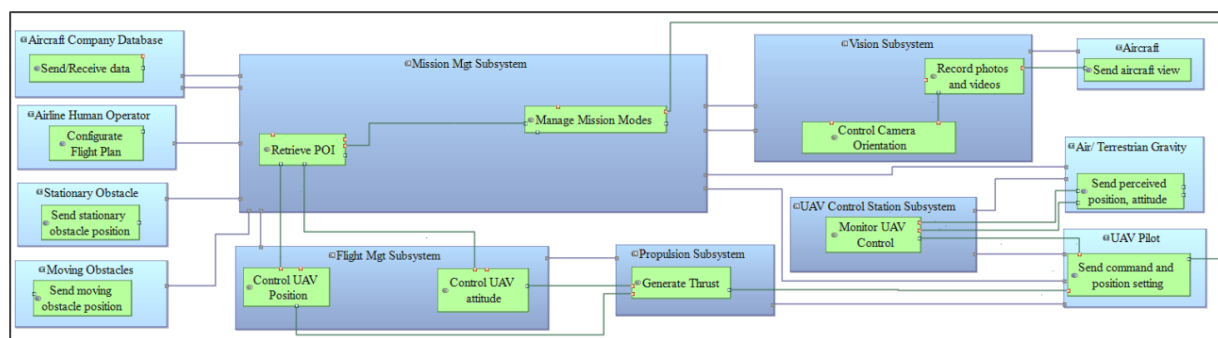 Aircraft Company Database
Send/Receive data
Airline Human Operator
Configurate
Flight Plan
Stationary Obstacle
Send stationary
obstacle position
Moving Obstacles
Send moving
obstacle position
Mission Mgt Subsystem
Manage Mission Modes
Retrieve POI
Flight Mgt Subsystem
Control UAV
Position
Control UAV
attitude
Propulsion Subsystem
Generate Thrust
Vision Subsystem
Record photos
and videos
Control Camera
Orientation
UAV Control Station Subsystem
Monitor UAV
Control
Aircraft
Send aircraft view
Air/ Terrestrian Gravity
Send perceived
position, attitude
UAV Pilot
Send command and
position setting